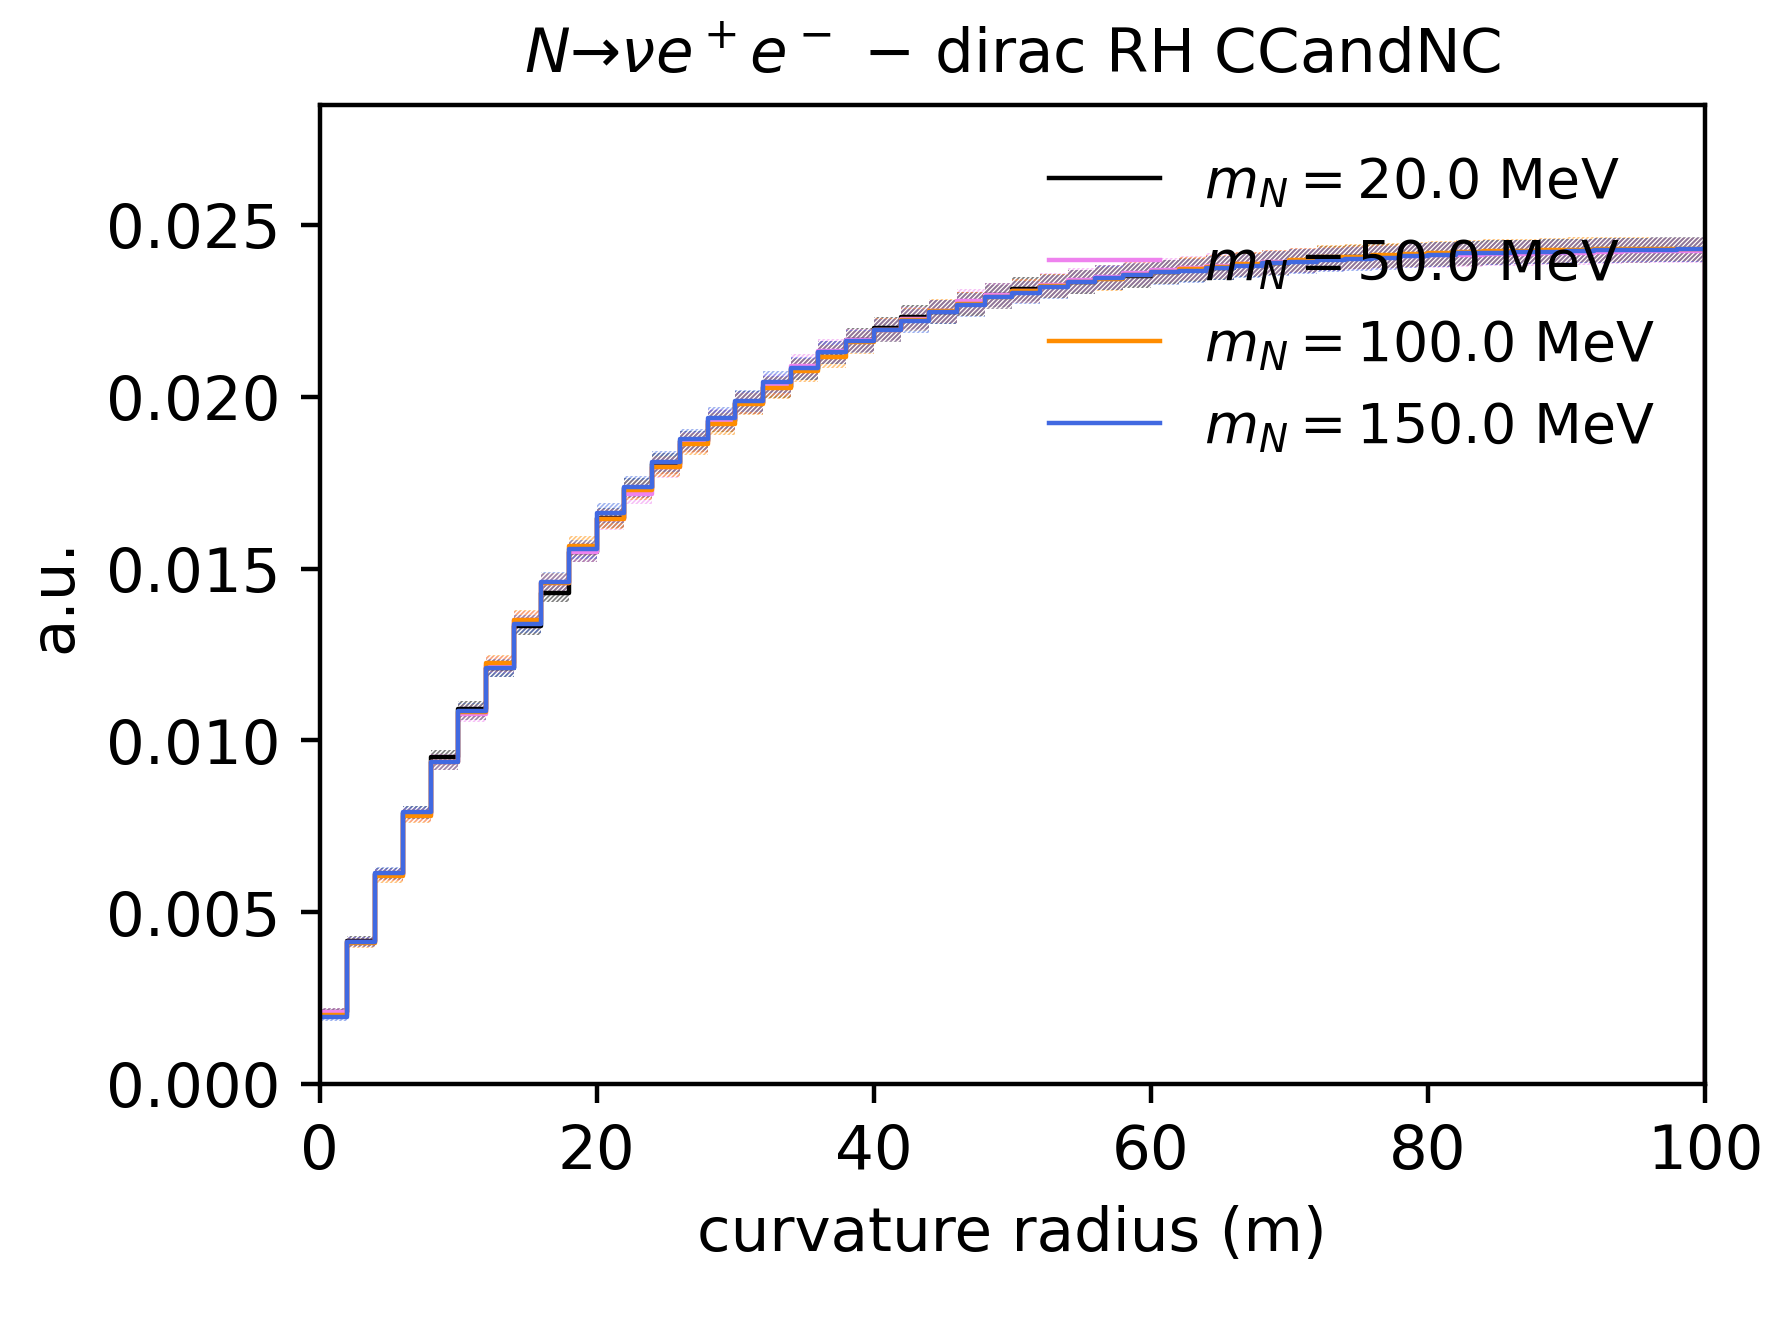 N→νe⁺e⁻ − dirac RH CCandNC
m_N = 20.0 MeV
m_N = 50.0 MeV
m_N = 100.0 MeV
m_N = 150.0 MeV
a.u.
0.025
0.020
0.015
0.010
0.005
0.000
0 20 40 60 80 100
curvature radius (m)